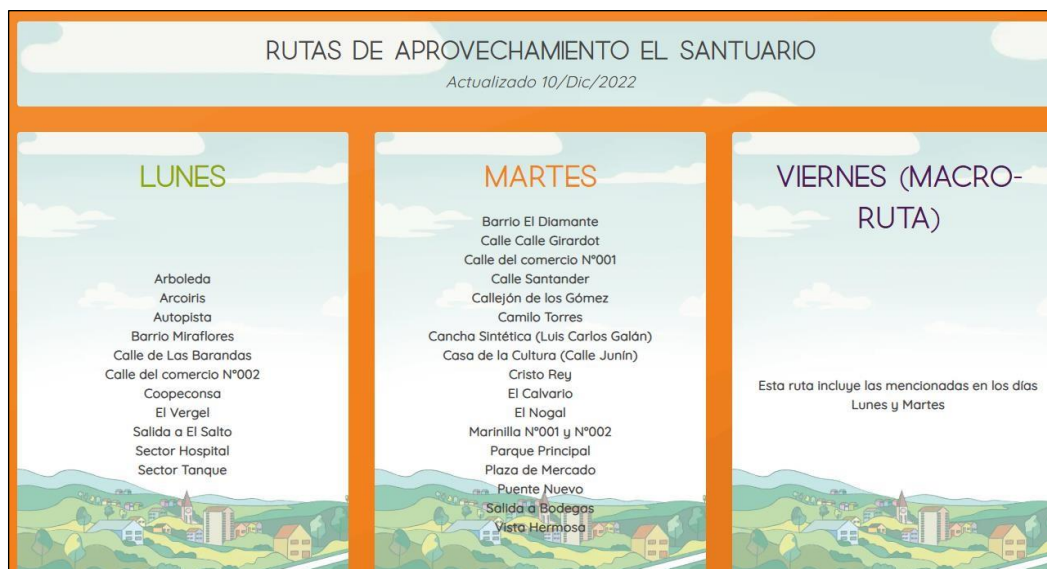 RUTAS DE APROVECHAMIENTO EL SANTUARIO
Actualizado 10/Dic/2022
LUNES
Arboleda
Arcoiris
Autopista
Barrio Miraflores
Calle de Las Barandas
Calle del comercio N°002
Coopeconsa
El Vergel
Salida a El Salto
Sector Hospital
Sector Tanque
MARTES
Barrio El Diamante
Calle Calle Girardot
Calle del comercio N°001
Calle Santander
Callejón de los Gómez
Camilo Torres
Cancha Sintética (Luis Carlos Galán)
Casa de la Cultura (Calle Junín)
Cristo Rey
El Calvario
El Nogal
Marinilla N°001 y N°002
Parque Principal
Plaza de Mercado
Puente Nuevo
Salida a Bodegas
Vista Hermosa
VIERNES (MACRO-
RUTA)
Esta ruta incluye las mencionadas en los días
Lunes y Martes